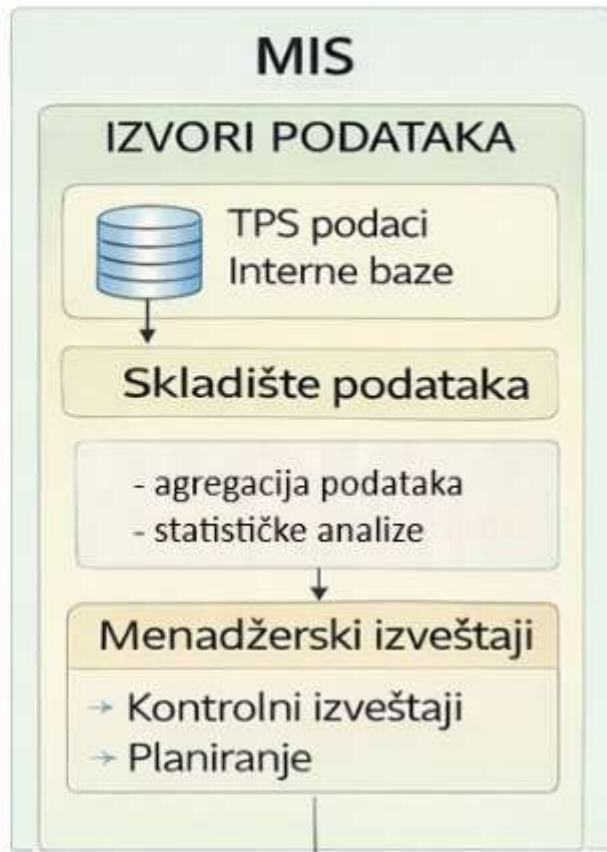 MIS
IZVORI PODATAKA
TPS podaci
Interne baze
Skladište podataka
- agregacija podataka
- statističke analize
Menadžerski izveštaji
→ Kontrolni izveštaji
→ Planiranje